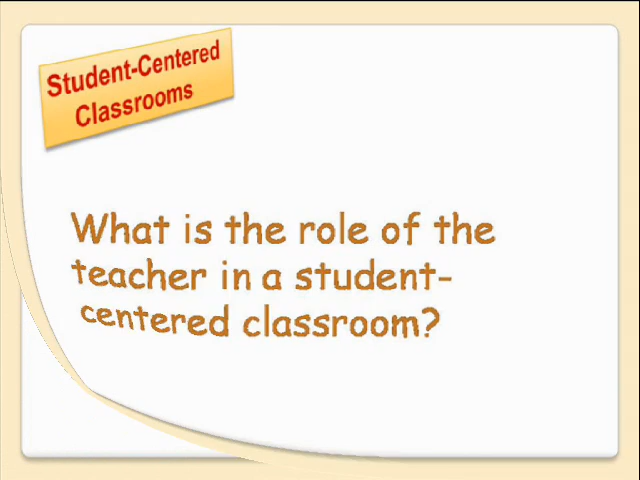 Student-Centered
Classrooms
What is the role of the
teacher in a student-
centered classroom?